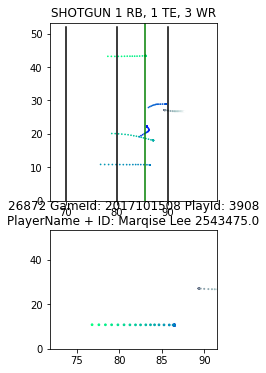 SHOTGUN 1 RB, 1 TE, 3 WR
50
40
30
20
10
0
70 80 90
26872 GameId: 2017101508 PlayId: 3908
PlayerName + ID: Marqise Lee 2543475.0
40
20
0
75 80 85 90